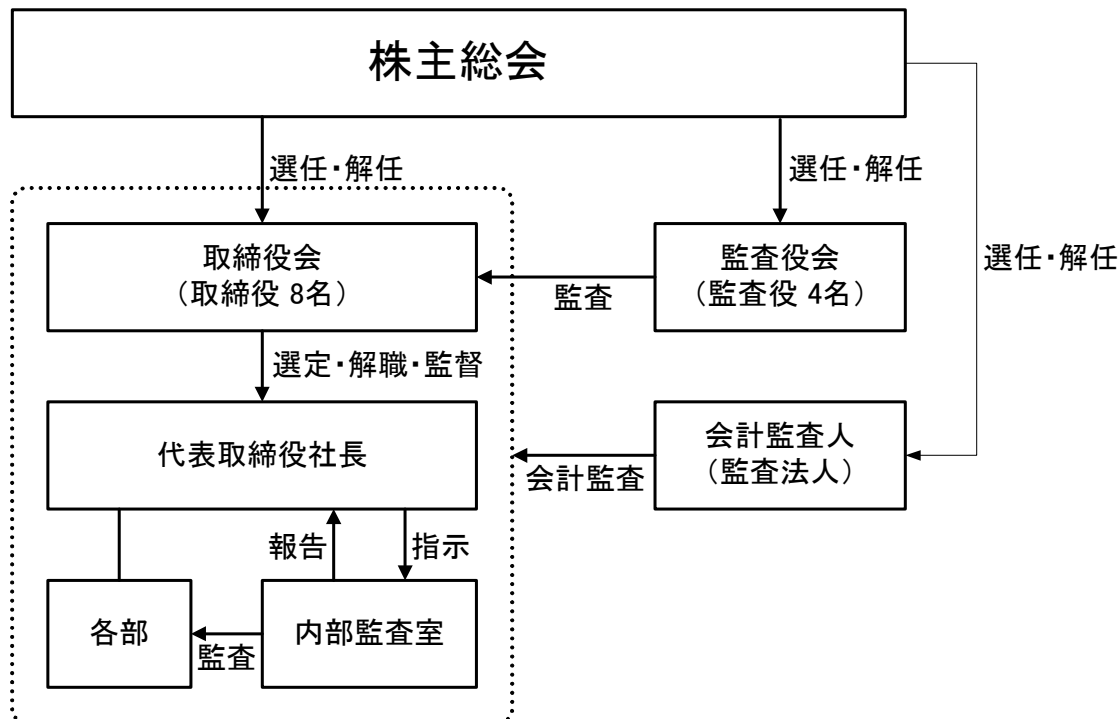 株主総会
選任・解任
選任・解任
選任・解任
取締役会
（取締役 8名）
監査
監査役会
（監査役 4名）
選定・解職・監督
代表取締役社長
会計監査
会計監査人
（監査法人）
報告
指示
各部
監査
内部監査室